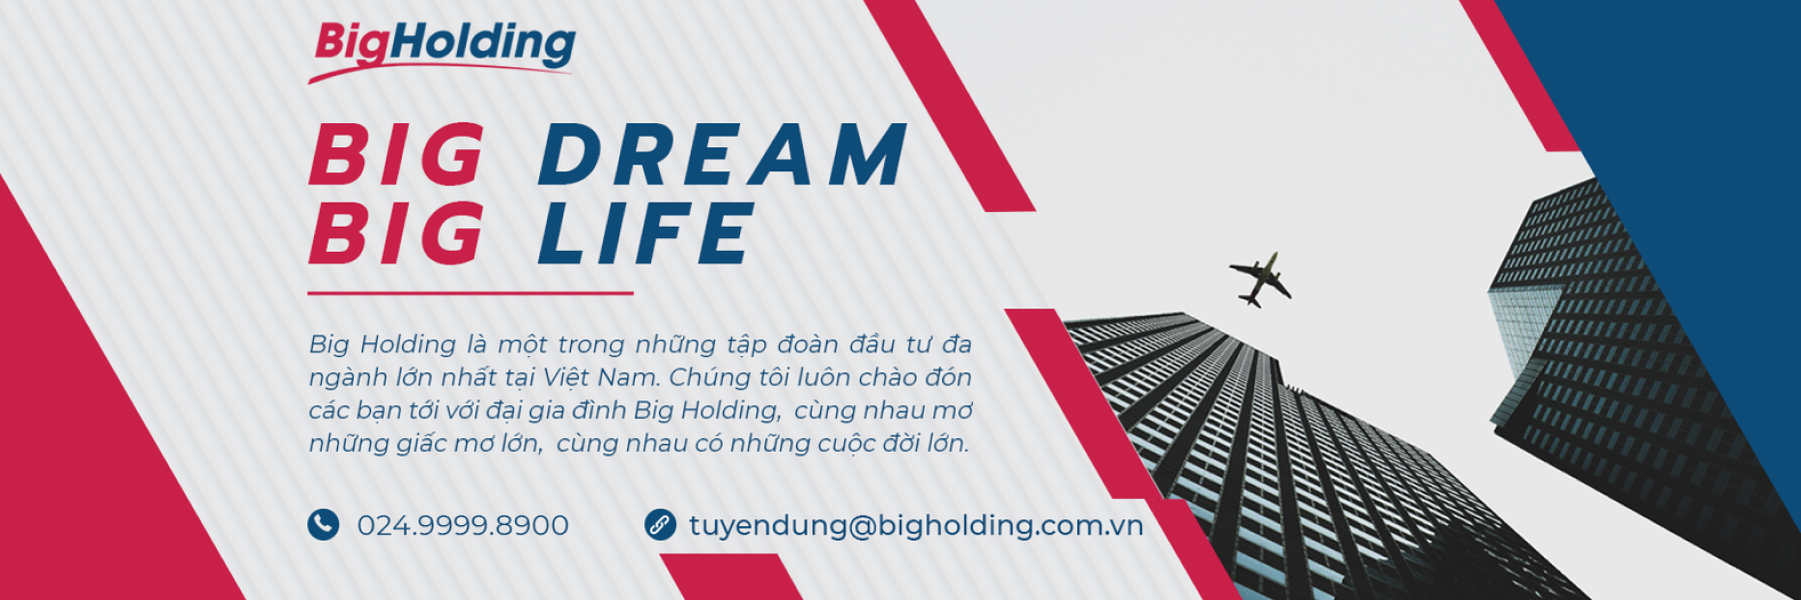 BigHolding
BIG DREAM
BIG LIFE
Big Holding là một trong những tập đoàn đầu tư đa
ngành lớn nhất tại Việt Nam. Chúng tôi luôn chào đón
các bạn tới với đại gia đình Big Holding, cùng nhau mơ
những giấc mơ lớn, cùng nhau có những cuộc đời lớn.
024.9999.8900
tuyendung@bigholding.com.vn